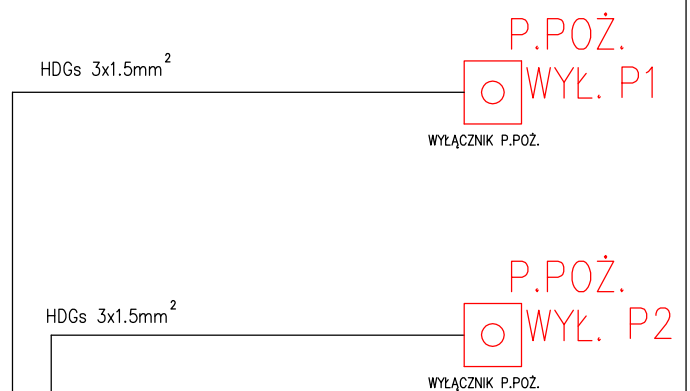 P.POŻ.
HDGs 3x1.5mm²
WYŁ. P1
WYŁĄCZNIK P.POŻ.
P.POŻ.
HDGs 3x1.5mm²
WYŁ. P2
WYŁĄCZNIK P.POŻ.